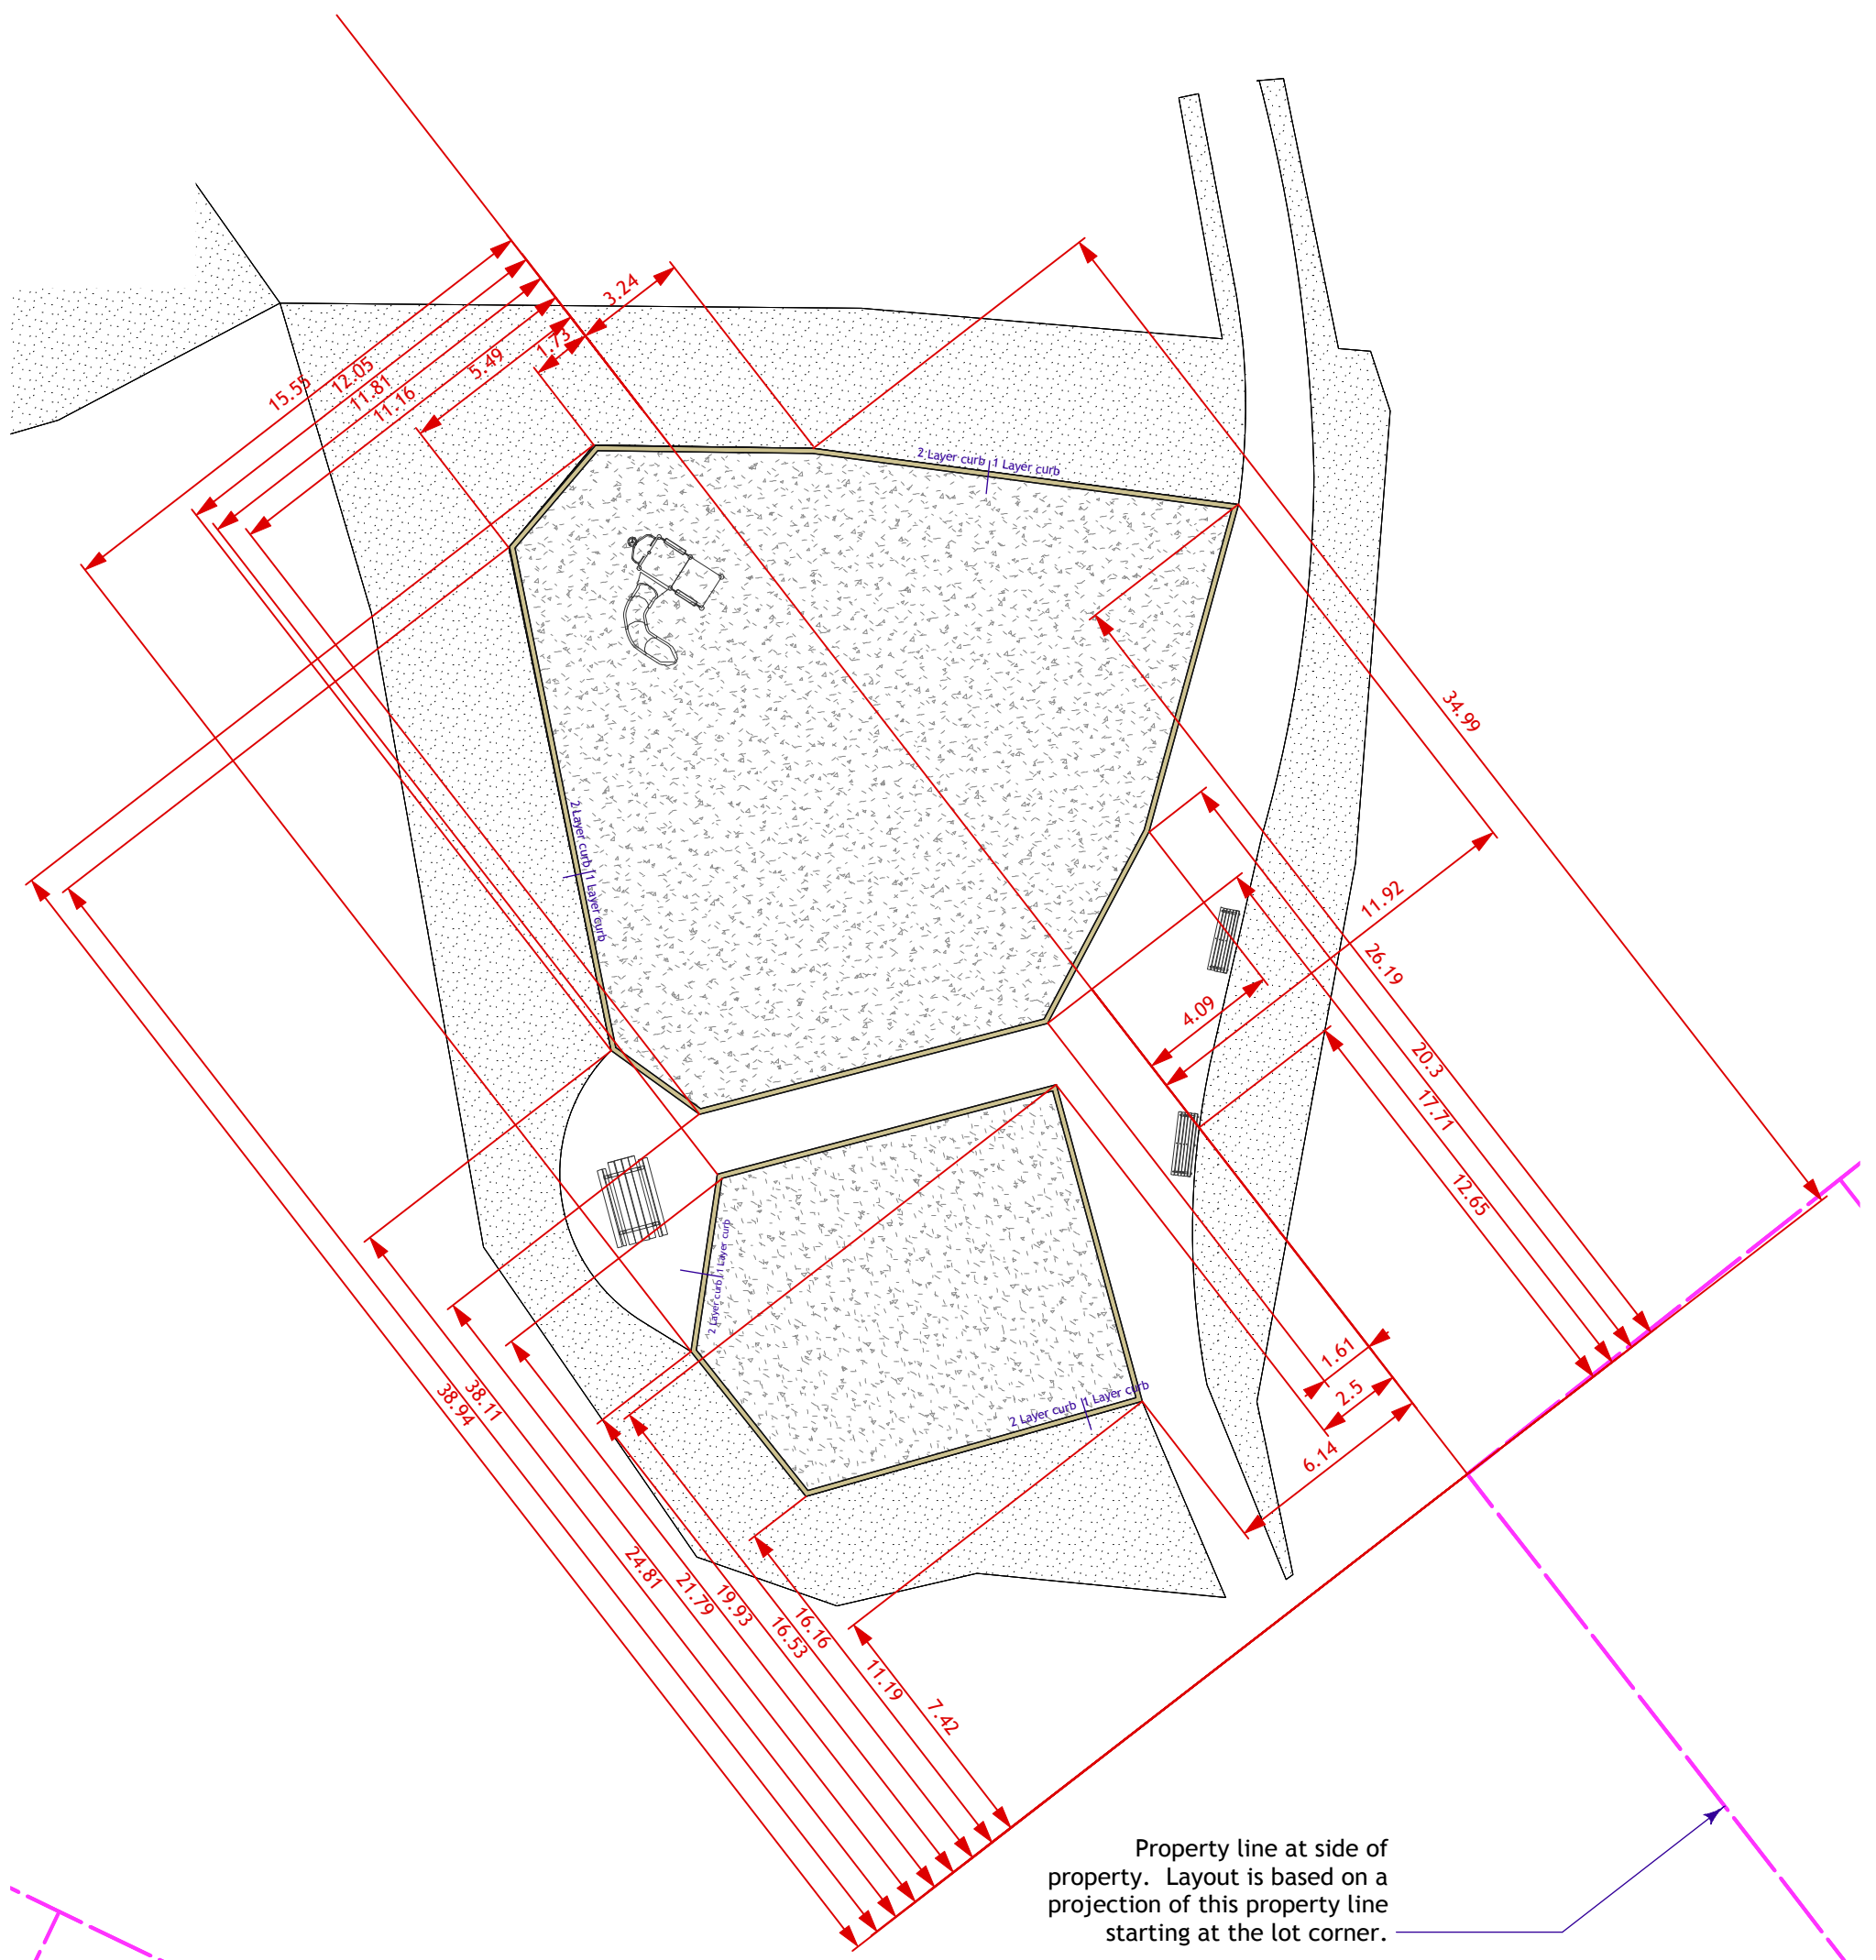 3.24
1.73
5.49
15.55
12.05
11.81
11.16
2 Layer curb
1 Layer curb
34.99
2 Layer curb
1 Layer curb
11.92
26.19
4.09
20.3
17.71
12.65
1 Layer curb
2 Layer curb
1.61
2.5
6.14
2 Layer curb
1 Layer curb
38.11
38.94
24.81
21.79
19.93
16.53
16.16
11.19
7.42
Property line at side of
property. Layout is based on a
projection of this property line
starting at the lot corner.